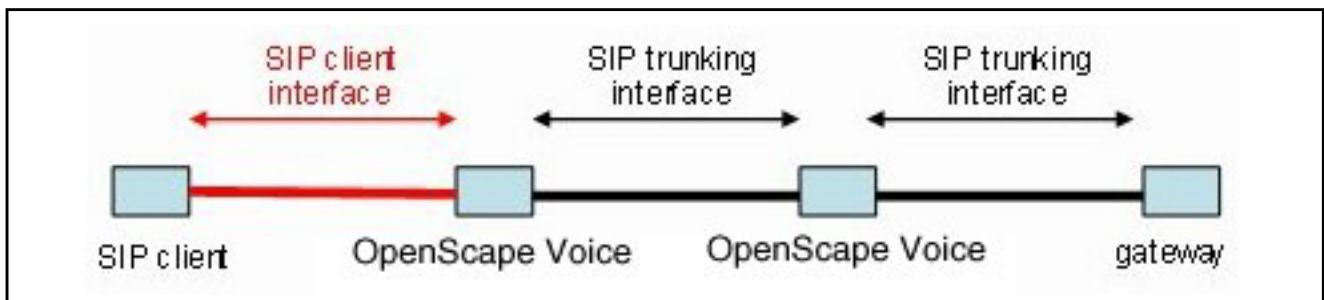 SIP client
interface
SIP trunking
interface
SIP trunking
interface
SIP client
OpenScape Voice
OpenScape Voice
gateway